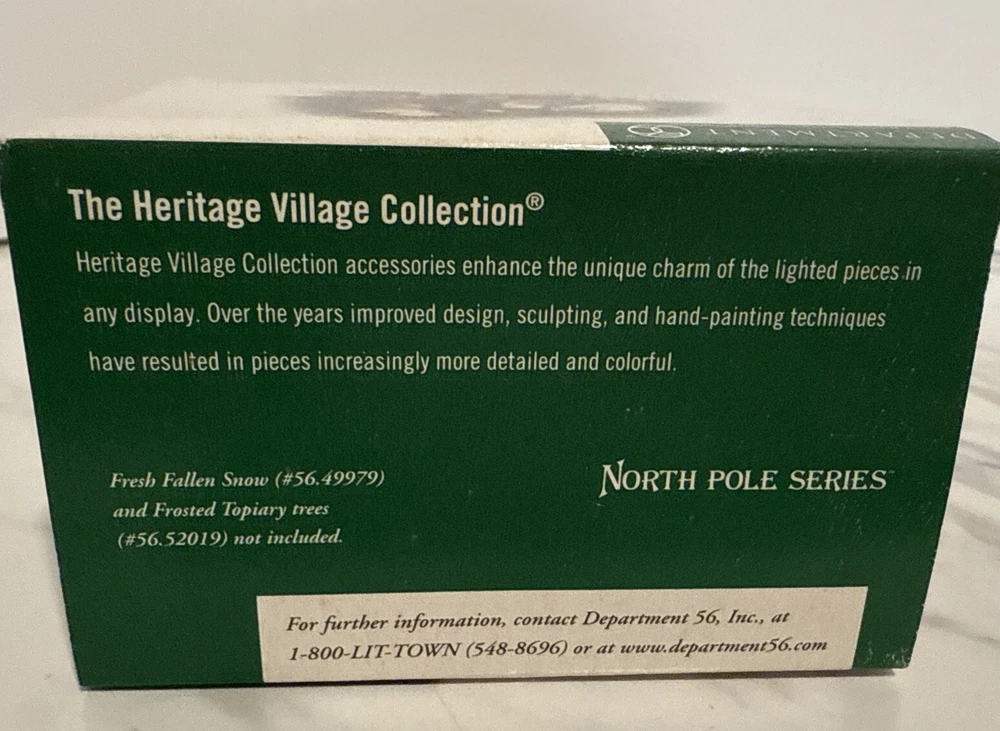 DEPARTMENT
The Heritage Village Collection®
Heritage Village Collection accessories enhance the unique charm of the lighted pieces in
any display. Over the years improved design, sculpting, and hand-painting techniques
have resulted in pieces increasingly more detailed and colorful.
Fresh Fallen Snow (#56.49979)
and Frosted Topiary trees
(#56.52019) not included.
NORTH POLE SERIES™
For further information, contact Department 56, Inc., at
1-800-LIT-TOWN (548-8696) or at www.department56.com